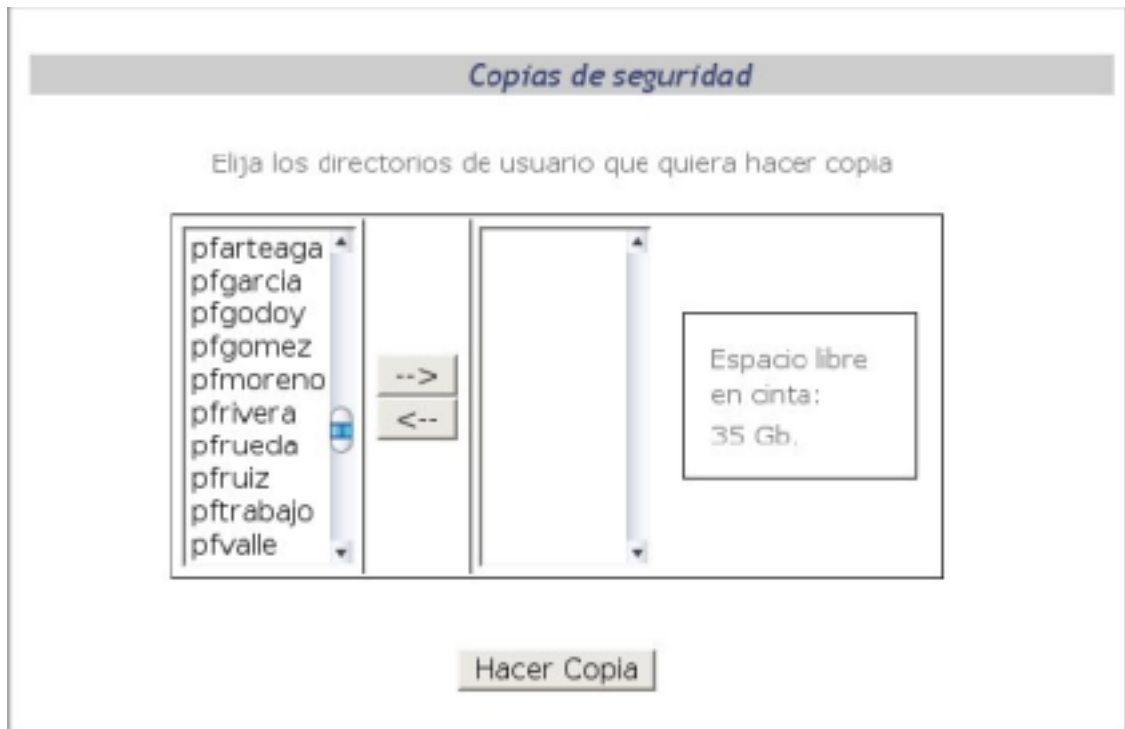 Copias de seguridad
Elija los directorios de usuario que quiera hacer copia
pfarteaga
pfgarcia
pfgodoy
pfgomez
pfmoreno
pfrivera
pfrueda
pfruiz
pftrabajo
pfvalle
-->
<--
Espacio libre
en cinta:
35 Gb.
Hacer Copia